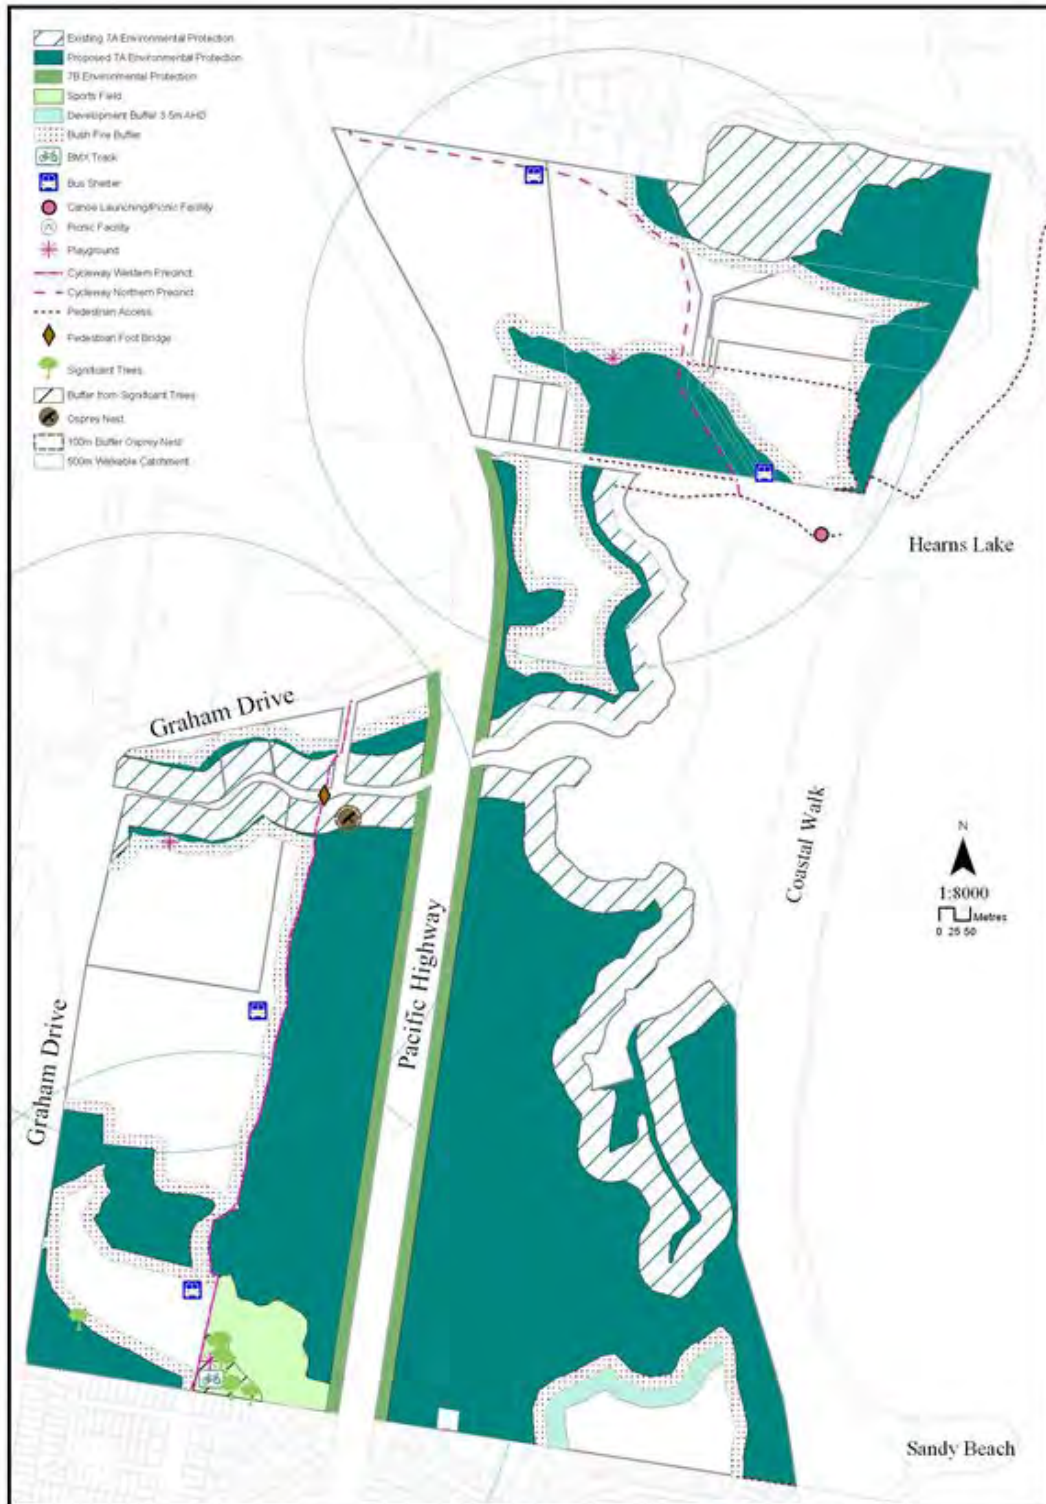 Existing 7A Environmental Protection
Proposed 7A Environmental Protection
7B Environmental Protection
Sports Field
Development Buffer 3.5m AHD
Bush Fire Buffer
BMX Track
Bus Shelter
Canoe Launching/Picnic Facility
Picnic Facility
Playground
Cycleway Western Precinct
Cycleway Northern Precinct
Pedestrian Access
Pedestrian Foot Bridge
Significant Trees
Buffer from Significant Trees
Osprey Nest
100m Buffer Osprey Nest
500m Walkable Catchment
Hearns Lake
Graham Drive
Coastal Walk
N
1:8000
Metres
0 25 50
Pacific Highway
Graham Drive
Sandy Beach